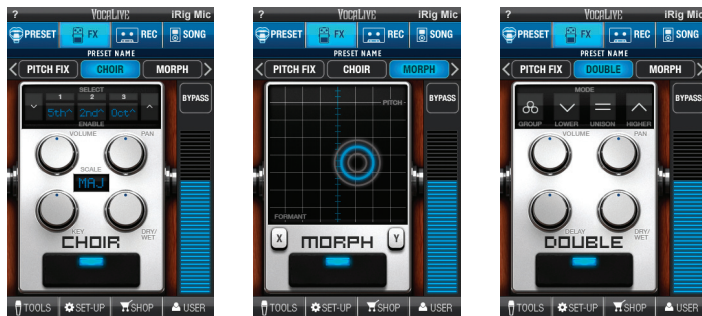 ? VOCALIVE iRig Mic
PRESET FX REC SONG
PRESET NAME
PITCH FIX CHOIR MORPH
SELECT
1 2 3
5th^ 2nd^ Oct^
ENABLE
BYPASS
VOLUME PAN
SCALE
MAJ
KEY DRY/WET
CHOIR
TOOLS SET-UP SHOP USER
? VOCALIVE iRig Mic
PRESET FX REC SONG
PRESET NAME
PITCH FIX CHOIR MORPH
PITCH
BYPASS
FORMANT
X MORPH Y
TOOLS SET-UP SHOP USER
? VOCALIVE iRig Mic
PRESET FX REC SONG
PRESET NAME
PITCH FIX DOUBLE MORPH
MODE
GROUP LOWER UNISON HIGHER
BYPASS
VOLUME PAN
DELAY DRY/WET
DOUBLE
TOOLS SET-UP SHOP USER